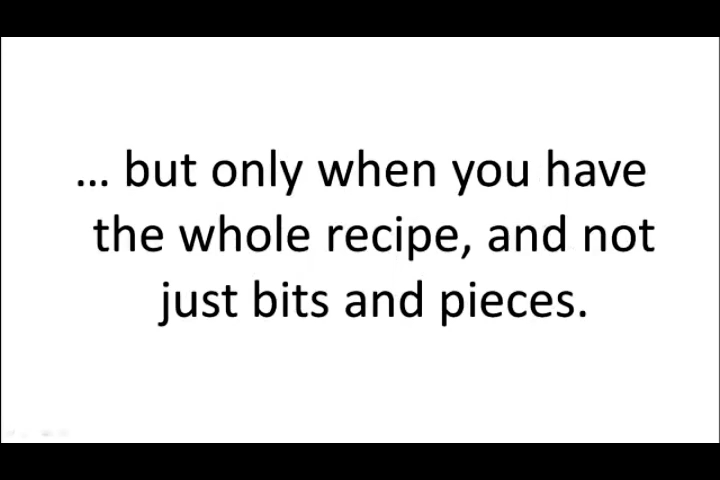 ... but only when you have
the whole recipe, and not
just bits and pieces.